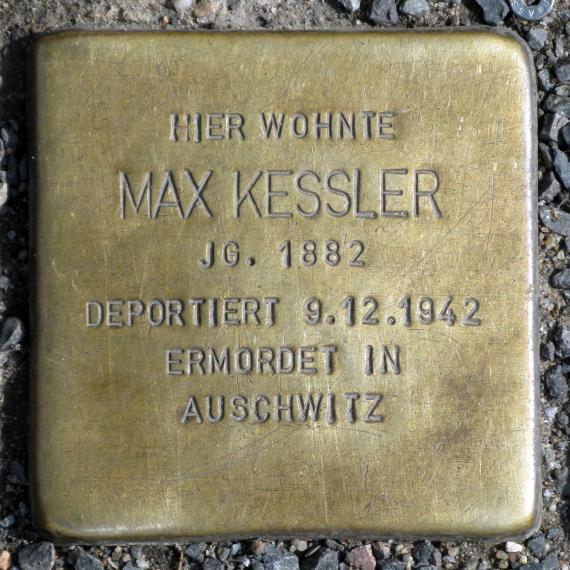 HIER WOHNTE
MAX KESSLER
JG. 1882
DEPORTIERT 9.12.1942
ERMORDET IN
AUSCHWITZ